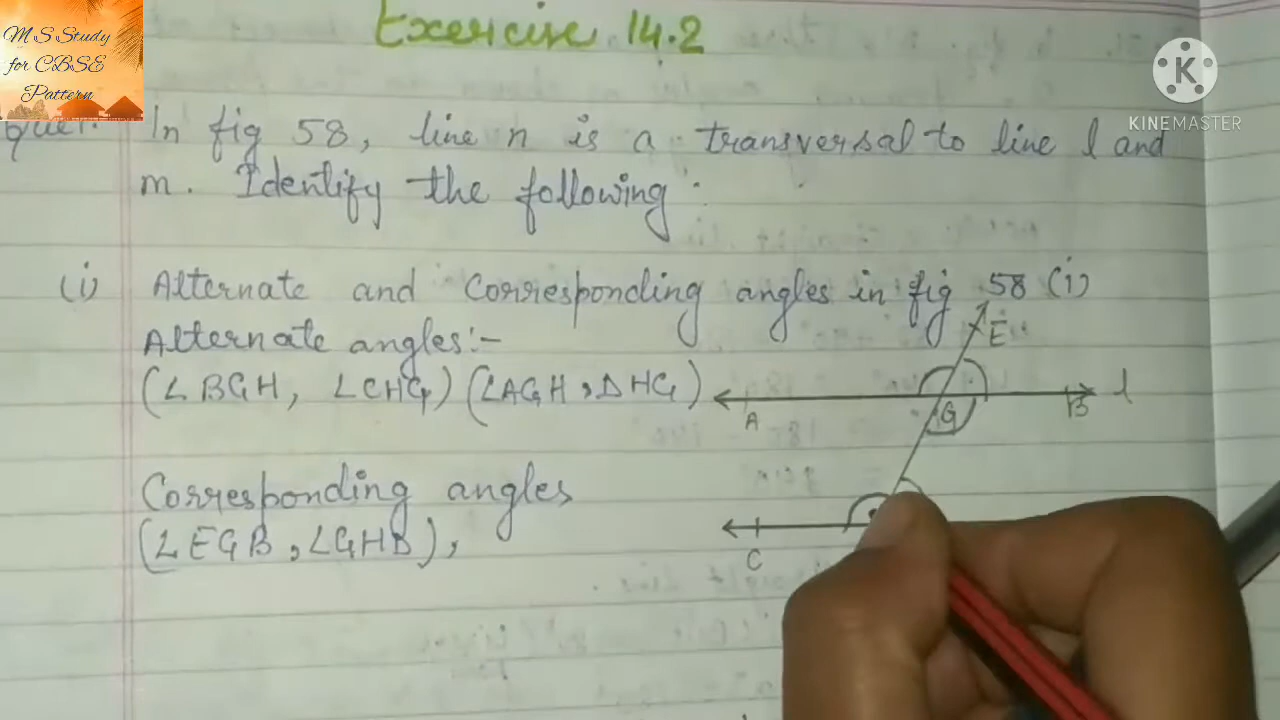 M S Study
for CBSE
Pattern
Exercise 14.2
KINEMASTER
In fig 58, line n is a transversal to line l and
m. Identify the following :
(i) Alternate and Corresponding angles in fig 58 (i)
Alternate angles:-
(∠BGH, ∠CHG) (∠AGH, DHG)
E
A
G
B
l
Corresponding angles
(∠EGB, ∠GHD),
C